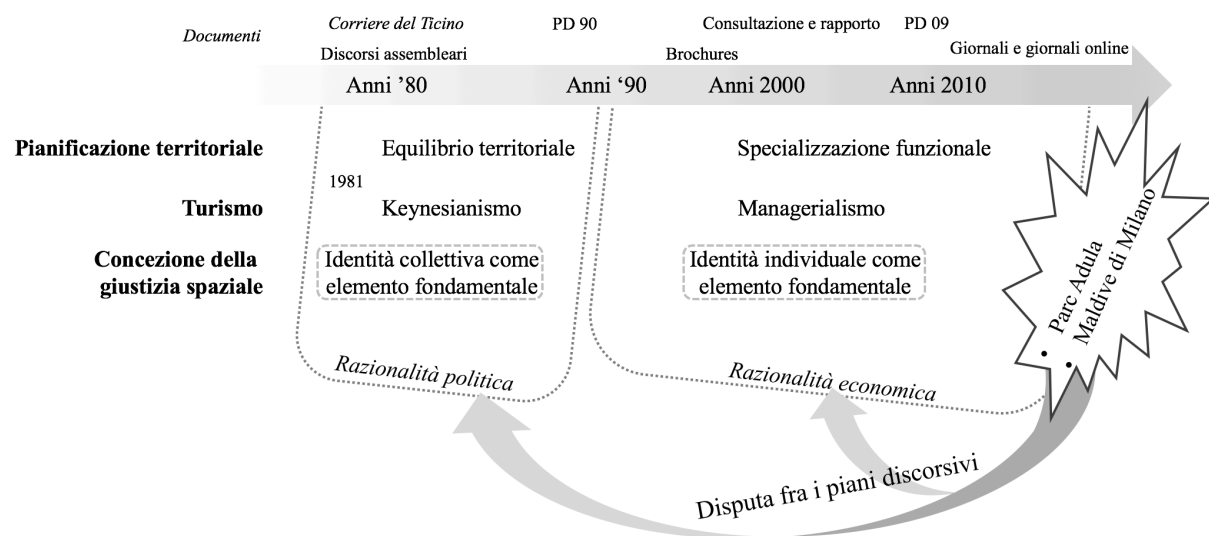 Documenti
Corriere del Ticino
PD 90
Consultazione e rapporto
PD 09
Discorsi assembleari
Brochures
Giornali e giornali online
Anni ’80
Anni ‘90
Anni 2000
Anni 2010
Pianificazione territoriale
Equilibrio territoriale
Specializzazione funzionale
1981
Turismo
Keynesianismo
Managerialismo
Concezione della
giustizia spaziale
Identità collettiva come
elemento fondamentale
Identità individuale come
elemento fondamentale
• Parc Adula
• Maldive di Milano
Razionalità politica
Razionalità economica
Disputa fra i piani discorsivi